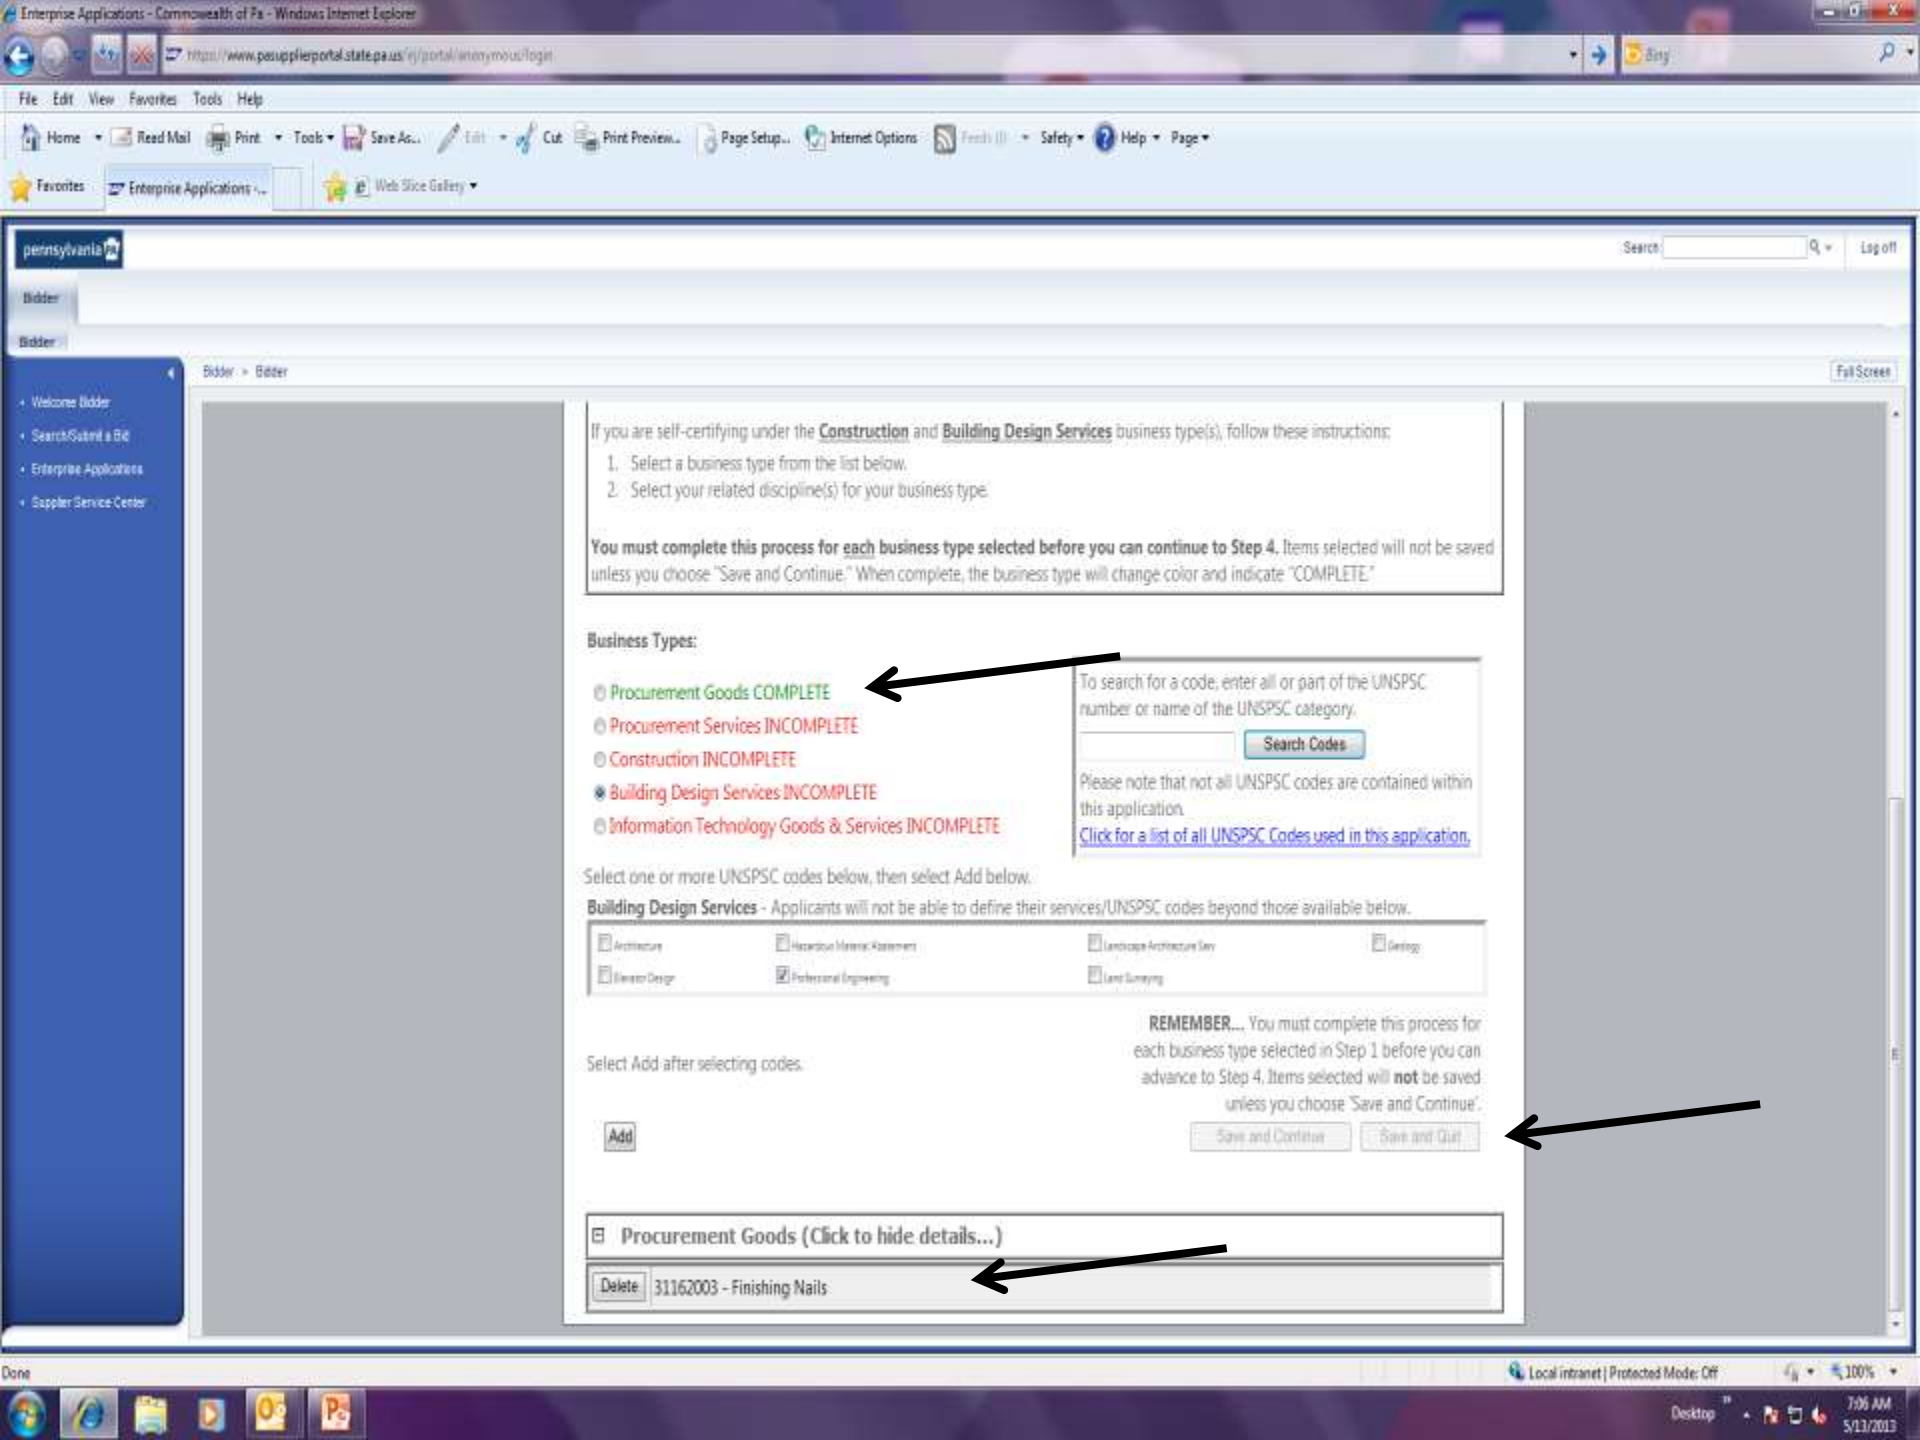 Enterprise Applications - Commowealth of Pa - Windows Internet Explorer
https://www.pasupplierportal.state.pa.us/irj/portal/anonymous/login
Bing
File Edit View Favorites Tools Help
Home Read Mail Print Tools Save As... Edit Cut Print Preview... Page Setup... Internet Options Feeds Safety Help Page
Favorites Enterprise Applications -... Web Slice Gallery
pennsylvania PA
Search: Log off
Bidder
Bidder
Bidder > Bidder Full Screen
Welcome Bidder
Search/Submit a Bid
Enterprise Applications
Supplier Service Center
If you are self-certifying under the Construction and Building Design Services business type(s), follow these instructions:
1. Select a business type from the list below.
2. Select your related discipline(s) for your business type.
You must complete this process for each business type selected before you can continue to Step 4. Items selected will not be saved
unless you choose "Save and Continue." When complete, the business type will change color and indicate "COMPLETE."
Business Types:
Procurement Goods COMPLETE
Procurement Services INCOMPLETE
Construction INCOMPLETE
Building Design Services INCOMPLETE
Information Technology Goods & Services INCOMPLETE
To search for a code, enter all or part of the UNSPSC
number or name of the UNSPSC category.
Search Codes
Please note that not all UNSPSC codes are contained within
this application.
Click for a list of all UNSPSC Codes used in this application.
Select one or more UNSPSC codes below, then select Add below.
Building Design Services - Applicants will not be able to define their services/UNSPSC codes beyond those available below.
Architecture Hazardous Material Landscape Architecture Serv Geology
Elevator Design Professional Engineering Land Surveying
REMEMBER... You must complete this process for
each business type selected in Step 1 before you can
advance to Step 4. Items selected will not be saved
unless you choose 'Save and Continue'.
Select Add after selecting codes.
Add Save and Continue Save and Quit
Procurement Goods (Click to hide details...)
Delete 31162003 - Finishing Nails
Done Local intranet | Protected Mode: Off 100%
Desktop 7:06 AM
5/13/2013